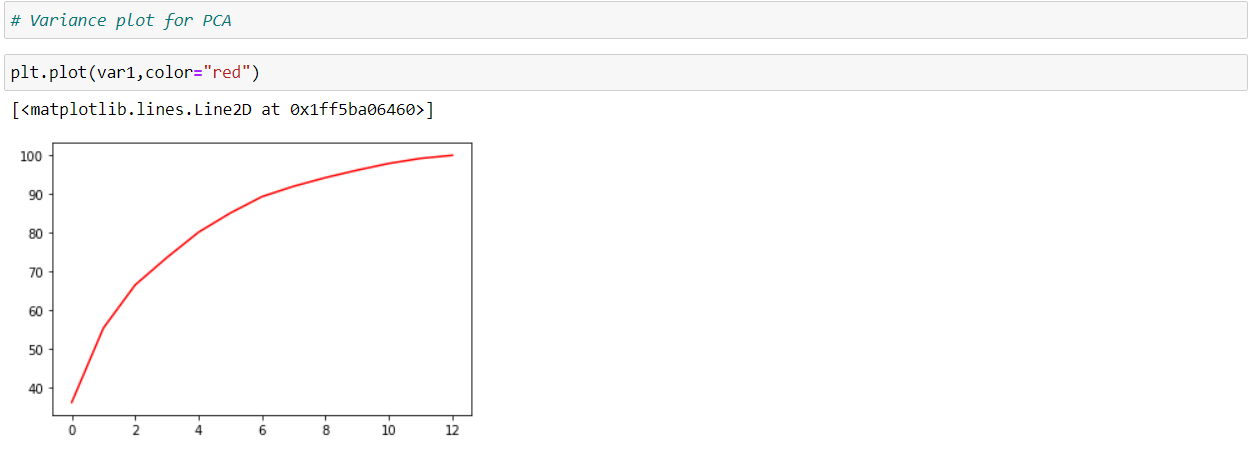 # Variance plot for PCA
plt.plot(var1,color="red")
[<matplotlib.lines.Line2D at 0x1ff5ba06460>]
100
90
80
70
60
50
40
0 2 4 6 8 10 12